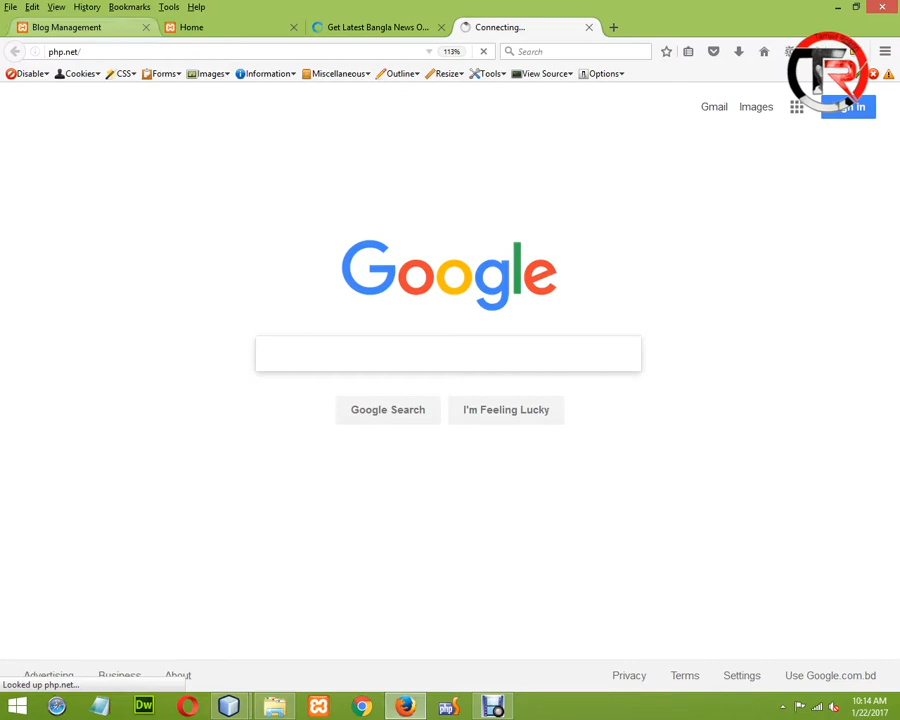 File Edit View History Bookmarks Tools Help
Blog Management Home Get Latest Bangla News O... Connecting...
php.net/ 113% Search
Disable Cookies CSS Forms Images Information Miscellaneous Outline Resize Tools View Source Options
Gmail Images in
Google
Google Search I'm Feeling Lucky
Advertising Business About Privacy Terms Settings Use Google.com.bd
Looked up php.net...
Dw php
10:14 AM
1/22/2017